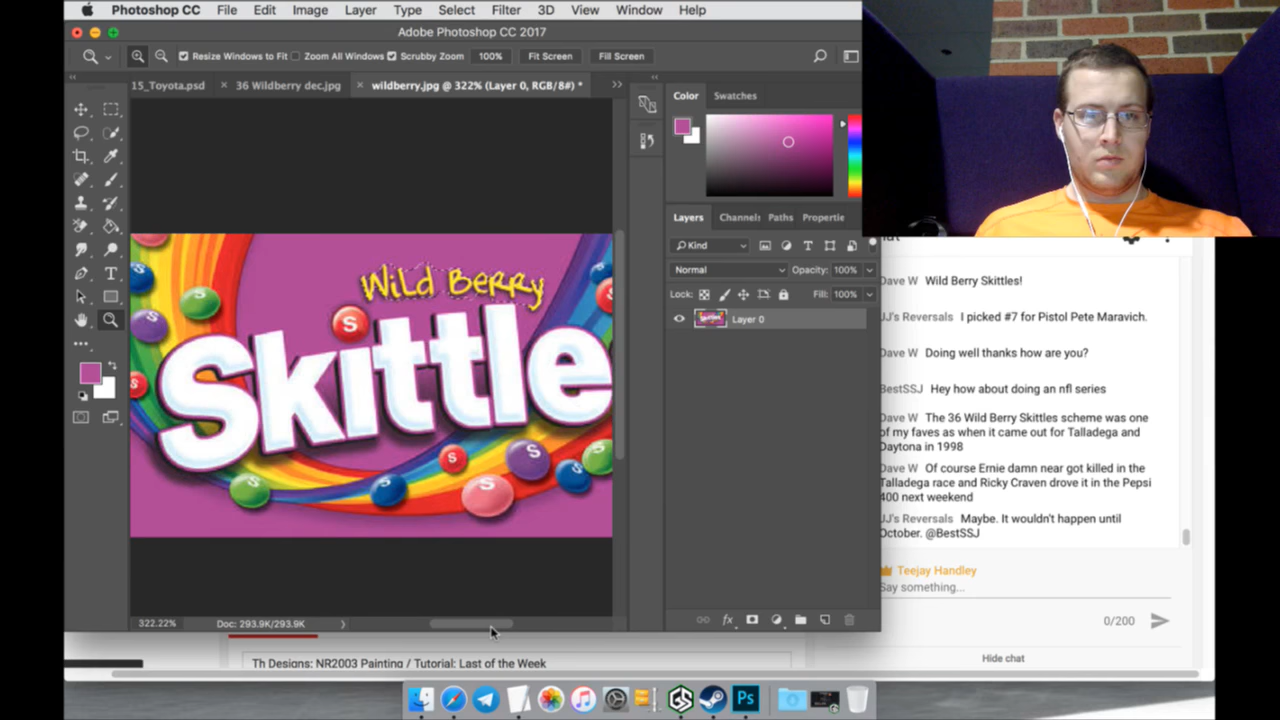 Photoshop CC File Edit Image Layer Type Select Filter 3D View Window Help
Adobe Photoshop CC 2017
Resize Windows to Fit Zoom All Windows Scrubby Zoom 100% Fit Screen Fill Screen
15_Toyota.psd × 36 Wildberry dec.jpg × wildberry.jpg @ 322% (Layer 0, RGB/8#) *
Color Swatches
Layers Channels Paths Propertie
Kind
Normal Opacity: 100%
Lock: Fill: 100%
Layer 0
Wild Berry
Skittle
S
S
S
S
S
S
322.22% Doc: 293.9K/293.9K
Dave W Wild Berry Skittles!
JJ's Reversals I picked #7 for Pistol Pete Maravich.
Dave W Doing well thanks how are you?
BestSSJ Hey how about doing an nfl series
Dave W The 36 Wild Berry Skittles scheme was one
of my faves as when it came out for Talladega and
Daytona in 1998
Dave W Of course Ernie damn near got killed in the
Talladega race and Ricky Craven drove it in the Pepsi
400 next weekend
JJ's Reversals Maybe. It wouldn't happen until
October. @BestSSJ
Teejay Handley
Say something...
0/200
Hide chat
Th Designs: NR2003 Painting / Tutorial: Last of the Week
Ps